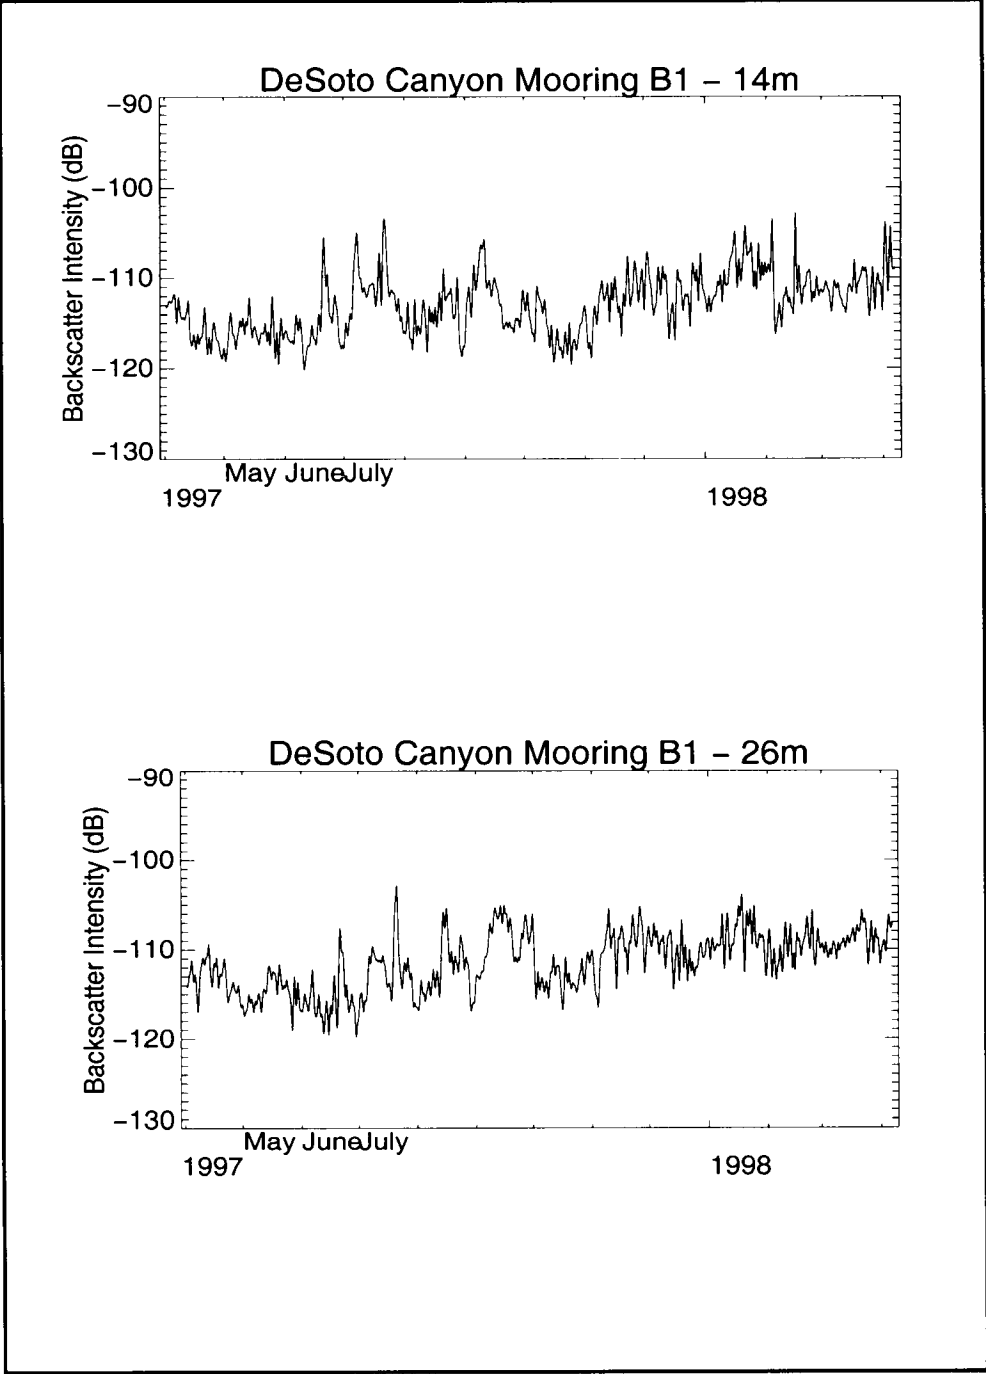 DeSoto Canyon Mooring B1 – 14m
−90
−100
−110
−120
−130
Backscatter Intensity (dB)
May JuneJuly
1997 1998
DeSoto Canyon Mooring B1 – 26m
−90
−100
−110
−120
−130
Backscatter Intensity (dB)
May JuneJuly
1997 1998